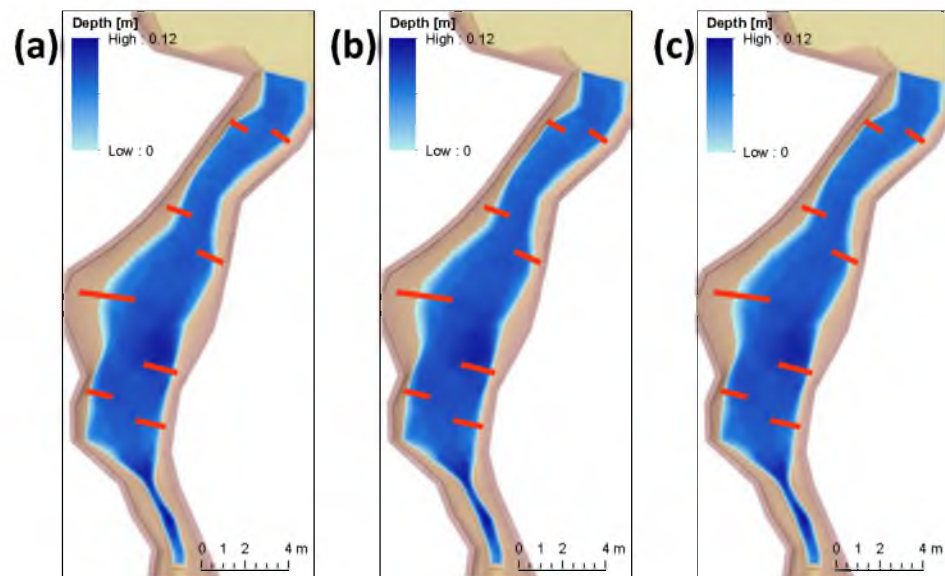 (a)
Depth [m]
High : 0.12
Low : 0
0 1 2 4 m
(b)
Depth [m]
High : 0.12
Low : 0
0 1 2 4 m
(c)
Depth [m]
High : 0.12
Low : 0
0 1 2 4 m